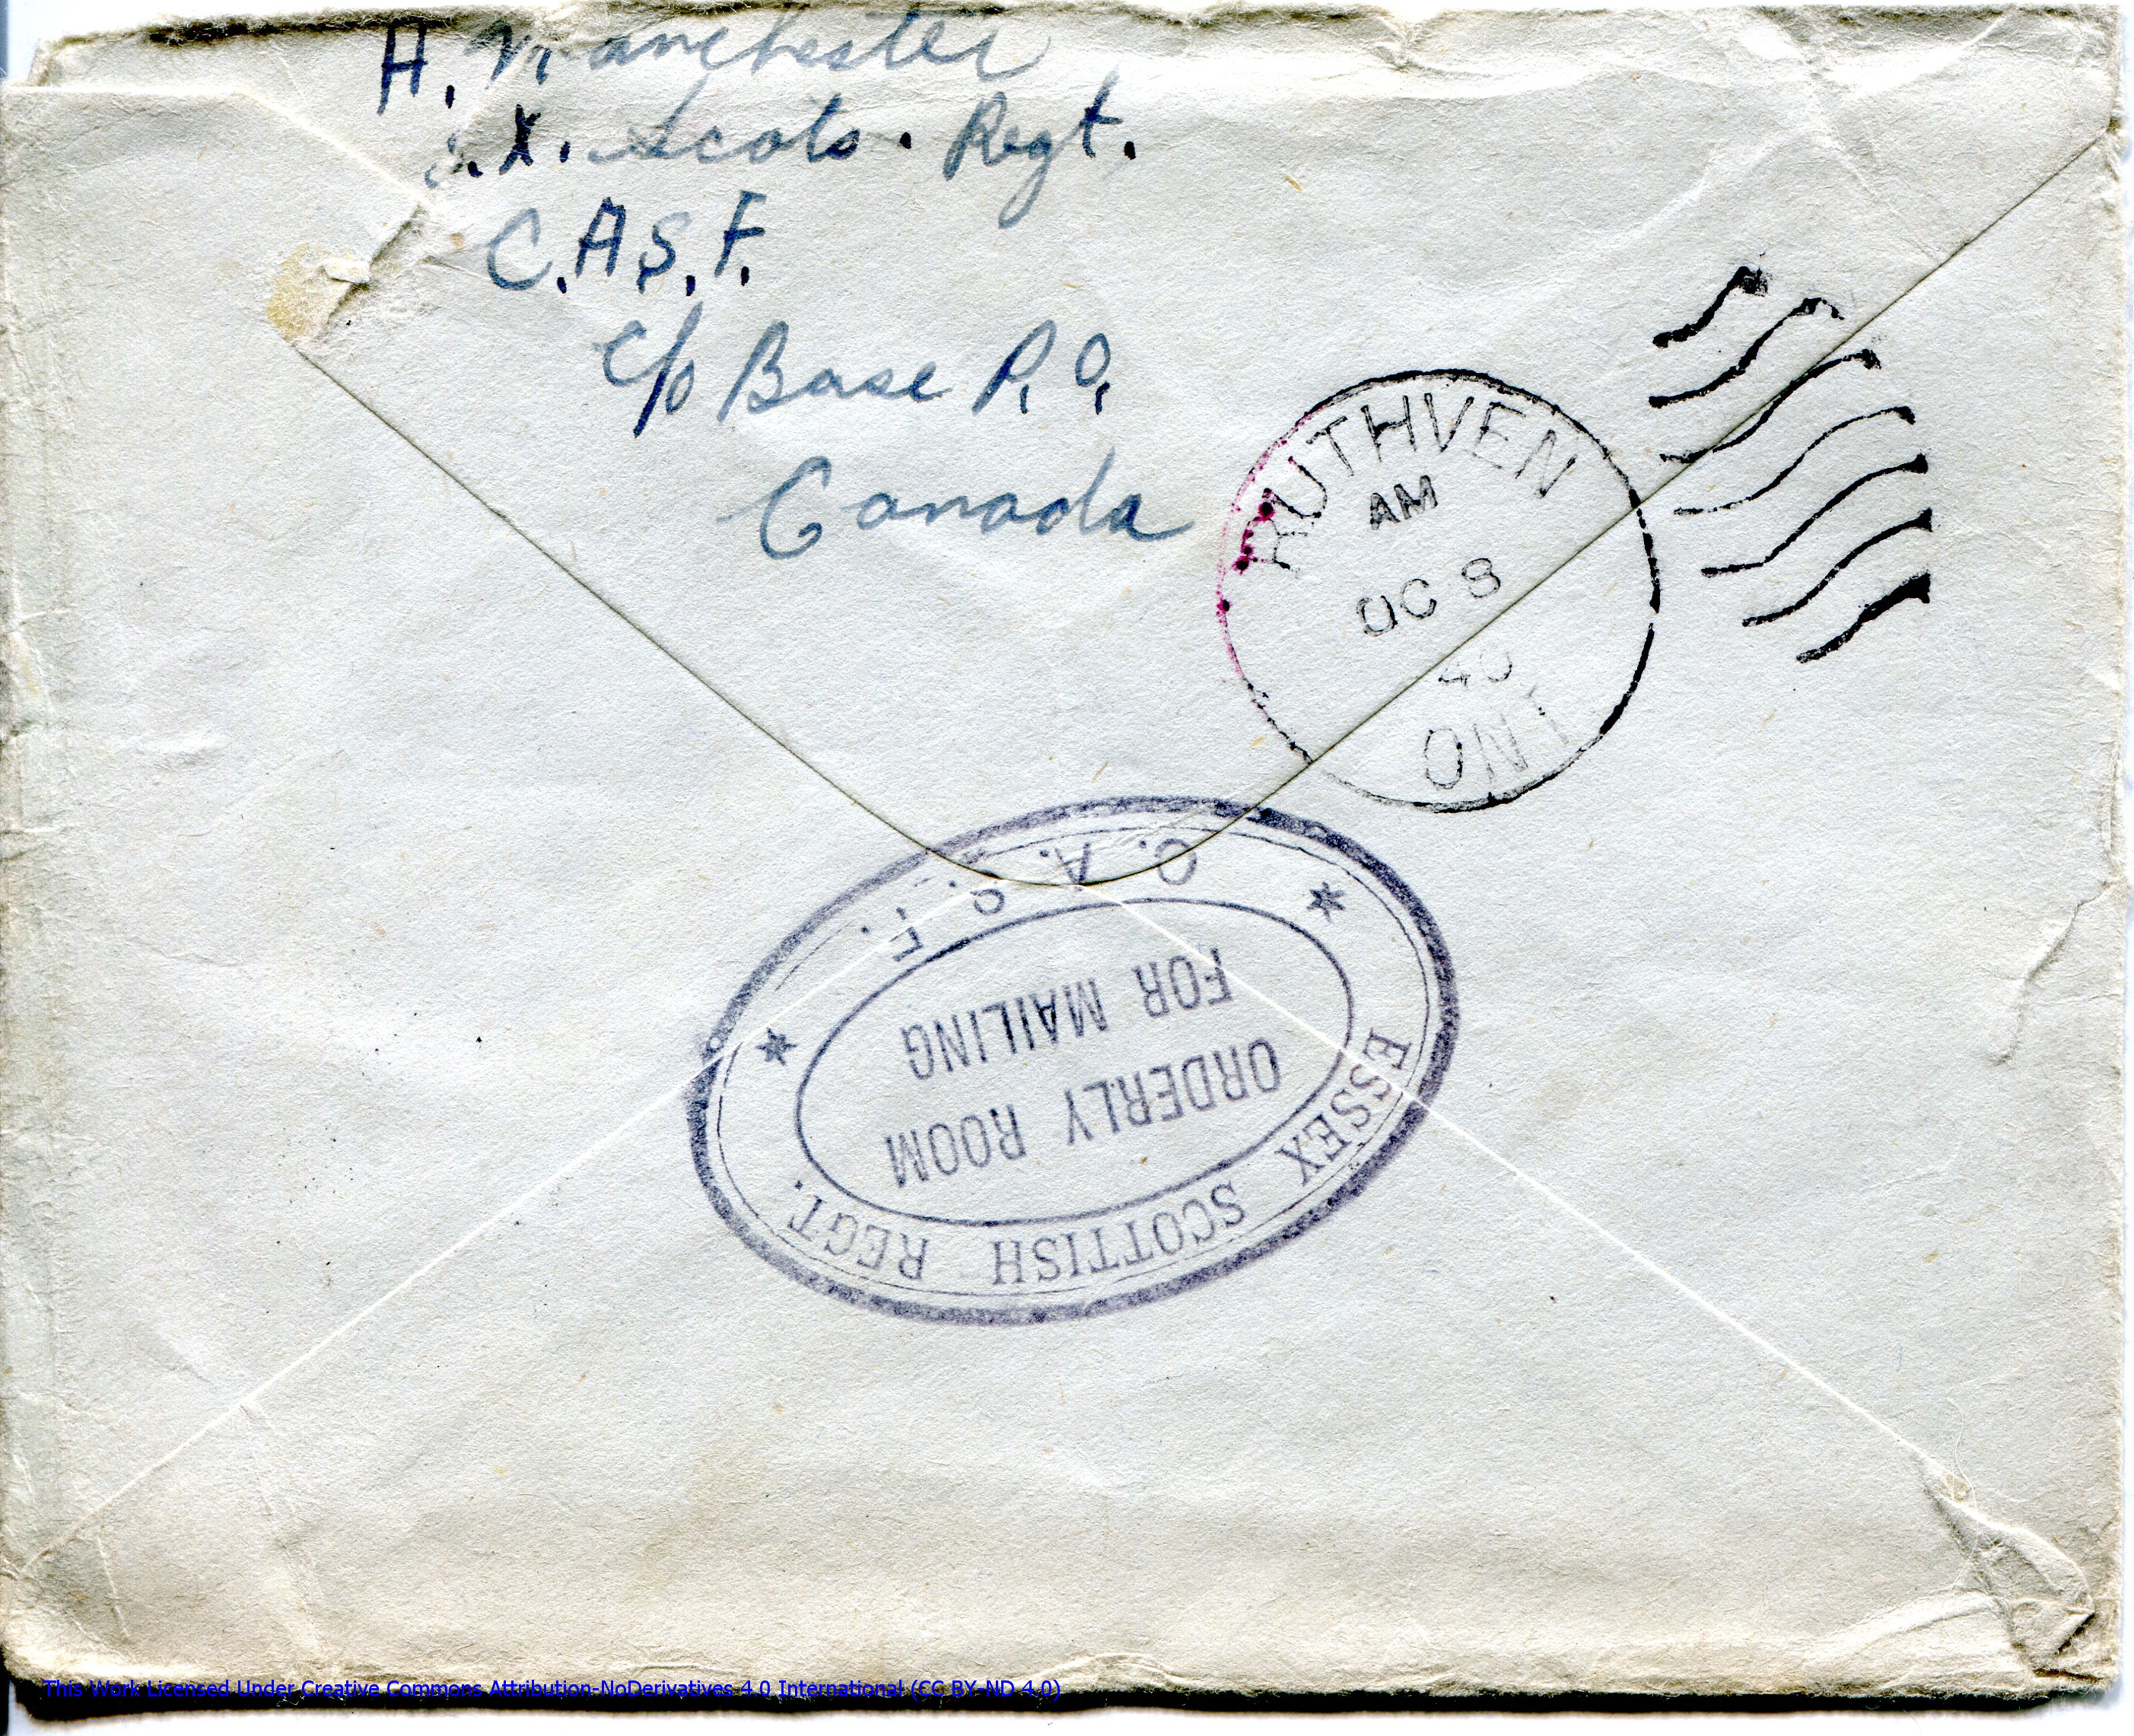 H. Manchester
.X. Scots. Regt.
C.A.S.F.
c/o Base P.O.
Canada
RUTHVEN
AM
OC 8
40
ONT
ESSEX SCOTTISH REGT.
ORDERLY ROOM
FOR MAILING
C. A. S. F.
This Work Licensed Under Creative Commons Attribution-NoDerivatives 4.0 International (CC BY-ND 4.0)